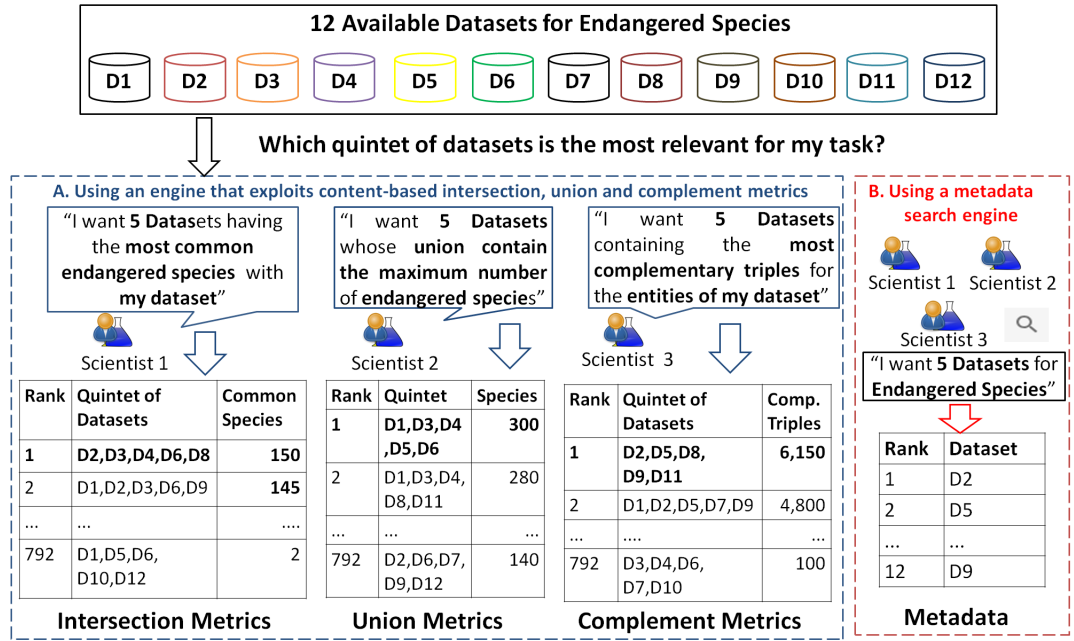 12 Available Datasets for Endangered Species
D1 D2 D3 D4 D5 D6 D7 D8 D9 D10 D11 D12
Which quintet of datasets is the most relevant for my task?
A. Using an engine that exploits content-based intersection, union and complement metrics
“I want 5 Datasets having
the most common
endangered species with
my dataset”
Scientist 1
Rank Quintet of Datasets Common Species
1 D2,D3,D4,D6,D8 150
2 D1,D2,D3,D6,D9 145
... ... ....
792 D1,D5,D6, D10,D12 2
Intersection Metrics
“I want 5 Datasets
whose union contain
the maximum number
of endangered species”
Scientist 2
Rank Quintet Species
1 D1,D3,D4 ,D5,D6 300
2 D1,D3,D4, D8,D11 280
... ... ...
792 D2,D6,D7, D9,D12 140
Union Metrics
“I want 5 Datasets
containing the most
complementary triples for
the entities of my dataset”
Scientist 3
Rank Quintet of Datasets Comp. Triples
1 D2,D5,D8, D9,D11 6,150
2 D1,D2,D5,D7,D9 4,800
... .... ...
792 D3,D4,D6, D7,D10 100
Complement Metrics
B. Using a metadata
search engine
Scientist 1 Scientist 2
Scientist 3
“I want 5 Datasets for
Endangered Species”
Rank Dataset
1 D2
2 D5
... ...
12 D9
Metadata